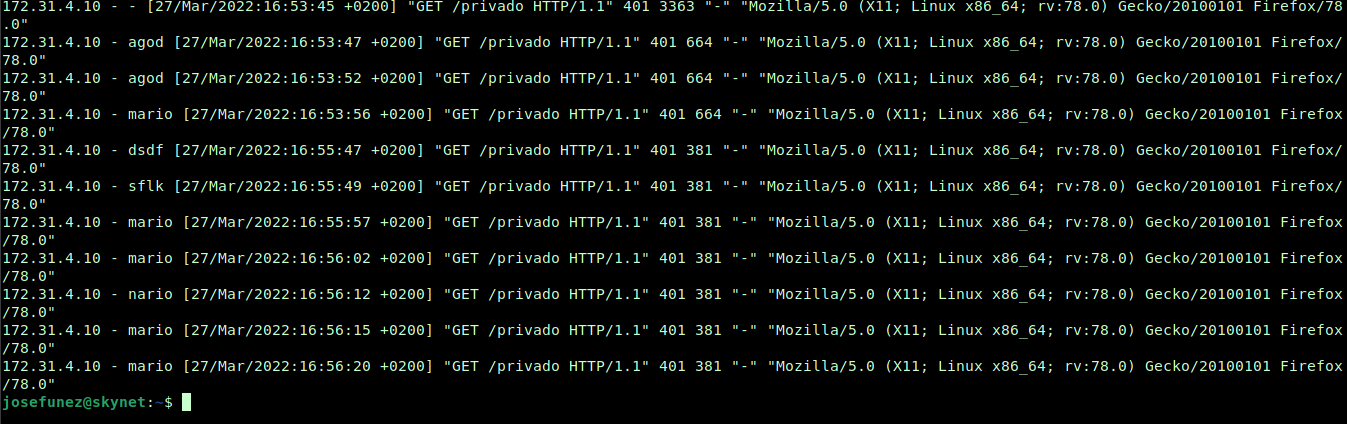 172.31.4.10 - - [27/Mar/2022:16:53:45 +0200] "GET /privado HTTP/1.1" 401 3363 "-" "Mozilla/5.0 (X11; Linux x86_64; rv:78.0) Gecko/20100101 Firefox/78
.0"
172.31.4.10 - agod [27/Mar/2022:16:53:47 +0200] "GET /privado HTTP/1.1" 401 664 "-" "Mozilla/5.0 (X11; Linux x86_64; rv:78.0) Gecko/20100101 Firefox/
78.0"
172.31.4.10 - agod [27/Mar/2022:16:53:52 +0200] "GET /privado HTTP/1.1" 401 664 "-" "Mozilla/5.0 (X11; Linux x86_64; rv:78.0) Gecko/20100101 Firefox/
78.0"
172.31.4.10 - mario [27/Mar/2022:16:53:56 +0200] "GET /privado HTTP/1.1" 401 664 "-" "Mozilla/5.0 (X11; Linux x86_64; rv:78.0) Gecko/20100101 Firefox
/78.0"
172.31.4.10 - dsdf [27/Mar/2022:16:55:47 +0200] "GET /privado HTTP/1.1" 401 381 "-" "Mozilla/5.0 (X11; Linux x86_64; rv:78.0) Gecko/20100101 Firefox/
78.0"
172.31.4.10 - sflk [27/Mar/2022:16:55:49 +0200] "GET /privado HTTP/1.1" 401 381 "-" "Mozilla/5.0 (X11; Linux x86_64; rv:78.0) Gecko/20100101 Firefox/
78.0"
172.31.4.10 - mario [27/Mar/2022:16:55:57 +0200] "GET /privado HTTP/1.1" 401 381 "-" "Mozilla/5.0 (X11; Linux x86_64; rv:78.0) Gecko/20100101 Firefox
/78.0"
172.31.4.10 - mario [27/Mar/2022:16:56:02 +0200] "GET /privado HTTP/1.1" 401 381 "-" "Mozilla/5.0 (X11; Linux x86_64; rv:78.0) Gecko/20100101 Firefox
/78.0"
172.31.4.10 - nario [27/Mar/2022:16:56:12 +0200] "GET /privado HTTP/1.1" 401 381 "-" "Mozilla/5.0 (X11; Linux x86_64; rv:78.0) Gecko/20100101 Firefox
/78.0"
172.31.4.10 - mario [27/Mar/2022:16:56:15 +0200] "GET /privado HTTP/1.1" 401 381 "-" "Mozilla/5.0 (X11; Linux x86_64; rv:78.0) Gecko/20100101 Firefox
/78.0"
172.31.4.10 - mario [27/Mar/2022:16:56:20 +0200] "GET /privado HTTP/1.1" 401 381 "-" "Mozilla/5.0 (X11; Linux x86_64; rv:78.0) Gecko/20100101 Firefox
/78.0"
josefunez@skynet:~$